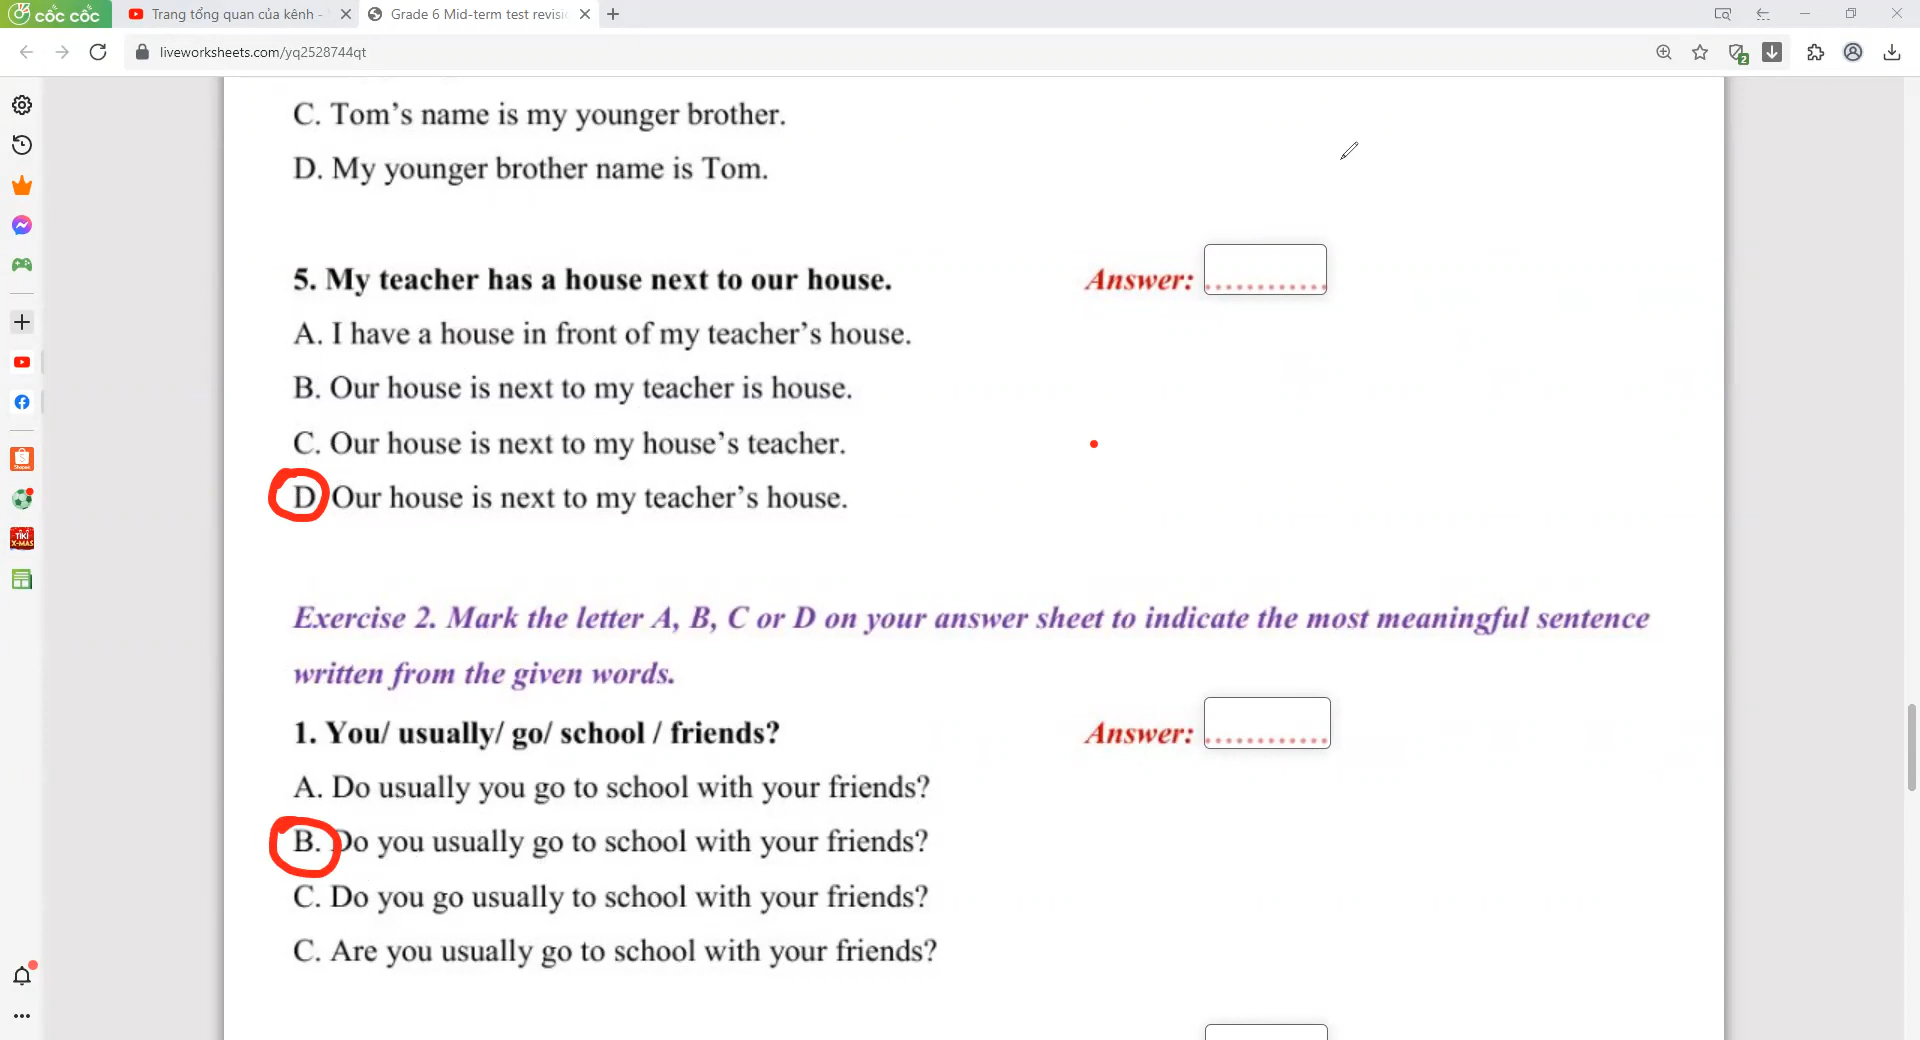 cốc cốc
Trang tổng quan của kênh -
Grade 6 Mid-term test revisi
liveworksheets.com/yq2528744qt
2
C. Tom’s name is my younger brother.
D. My younger brother name is Tom.
5. My teacher has a house next to our house.
Answer: ............
A. I have a house in front of my teacher’s house.
B. Our house is next to my teacher is house.
C. Our house is next to my house’s teacher.
D Our house is next to my teacher’s house.
Exercise 2. Mark the letter A, B, C or D on your answer sheet to indicate the most meaningful sentence
written from the given words.
1. You/ usually/ go/ school / friends?
Answer: ............
A. Do usually you go to school with your friends?
B. Do you usually go to school with your friends?
C. Do you go usually to school with your friends?
C. Are you usually go to school with your friends?
Shopee
TIKI
X-MAS